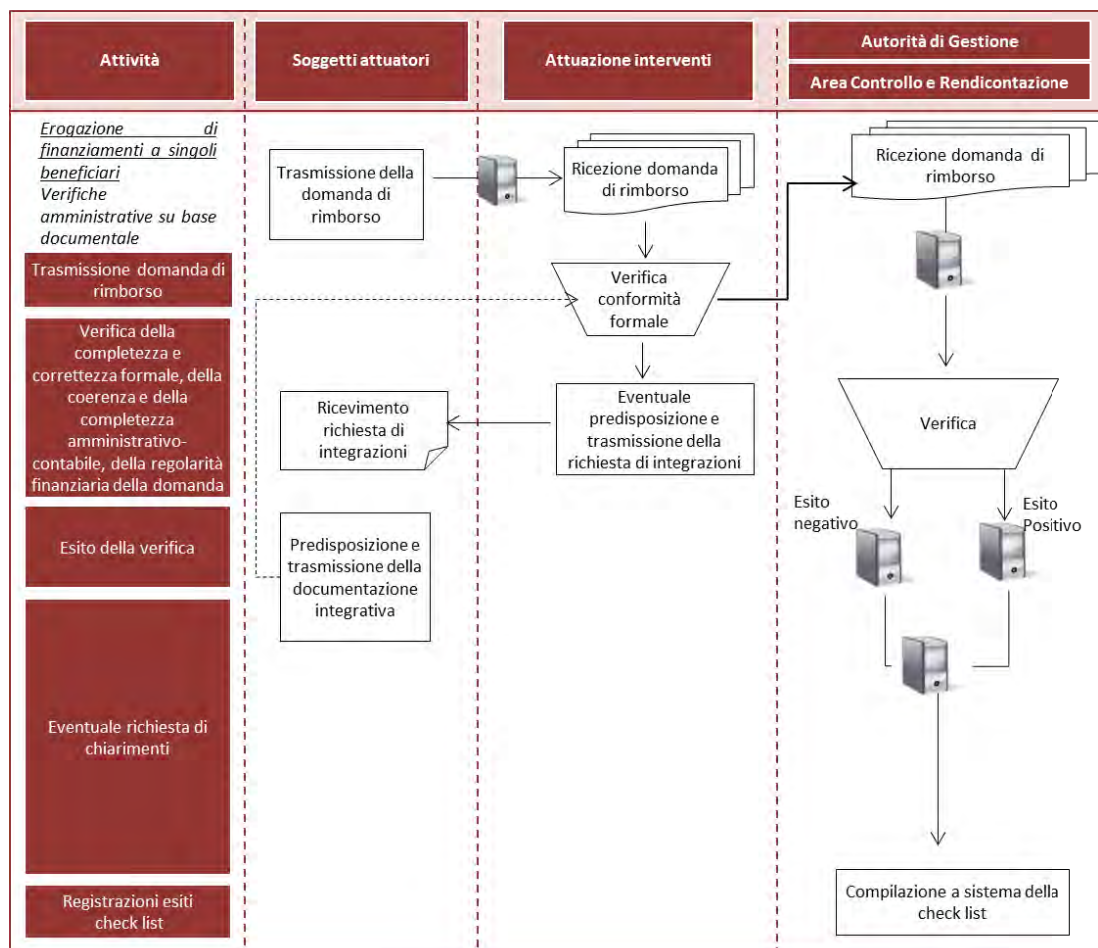 Attività
Soggetti attuatori
Attuazione interventi
Autorità di Gestione
Area Controllo e Rendicontazione
Erogazione di
finanziamenti a singoli
beneficiari
Verifiche
amministrative su base
documentale
Trasmissione della
domanda di
rimborso
Ricezione domanda
di rimborso
Ricezione domanda di
rimborso
Trasmissione domanda di
rimborso
Verifica
conformità
formale
Verifica della
completezza e
correttezza formale, della
coerenza e della
completezza
amministrativo-
contabile, della regolarità
finanziaria della domanda
Ricevimento
richiesta di
integrazioni
Eventuale
predisposizione e
trasmissione della
richiesta di integrazioni
Verifica
Esito
negativo
Esito
Positivo
Esito della verifica
Predisposizione e
trasmissione della
documentazione
integrativa
Eventuale richiesta di
chiarimenti
Registrazioni esiti
check list
Compilazione a sistema della
check list